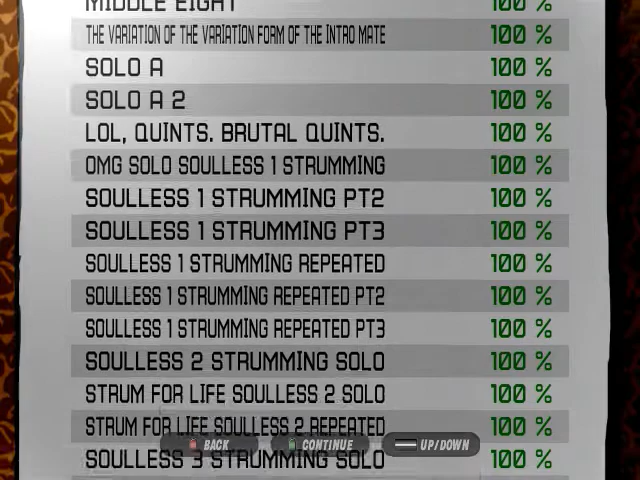 MIDDLE EIGHT 100 %
THE VARIATION OF THE VARIATION FORM OF THE INTRO MATE 100 %
SOLO A 100 %
SOLO A 2 100 %
LOL, QUINTS. BRUTAL QUINTS. 100 %
OMG SOLO SOULLESS 1 STRUMMING 100 %
SOULLESS 1 STRUMMING PT2 100 %
SOULLESS 1 STRUMMING PT3 100 %
SOULLESS 1 STRUMMING REPEATED 100 %
SOULLESS 1 STRUMMING REPEATED PT2 100 %
SOULLESS 1 STRUMMING REPEATED PT3 100 %
SOULLESS 2 STRUMMING SOLO 100 %
STRUM FOR LIFE SOULLESS 2 SOLO 100 %
STRUM FOR LIFE SOULLESS 2 REPEATED 100 %
BACK CONTINUE UP/DOWN
SOULLESS 3 STRUMMING SOLO 100 %